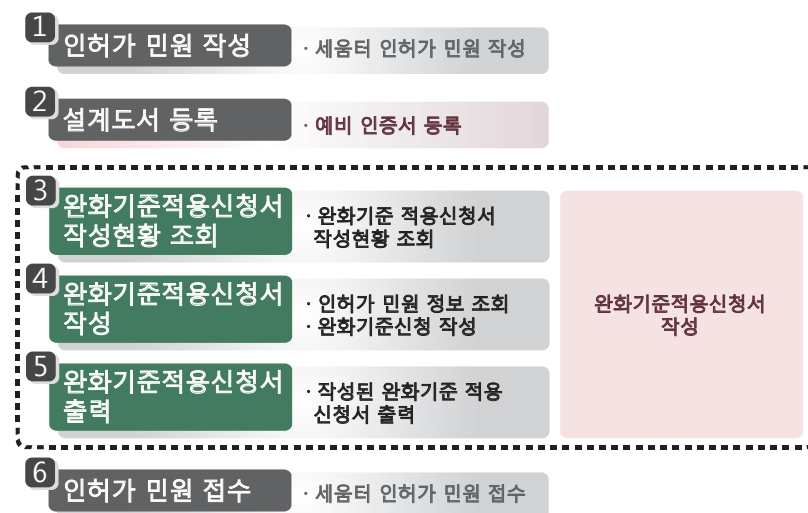 1
인허가 민원 작성
· 세움터 인허가 민원 작성
2
설계도서 등록
· 예비 인증서 등록
3
완화기준적용신청서
작성현황 조회
· 완화기준 적용신청서
작성현황 조회
4
완화기준적용신청서
작성
· 인허가 민원 정보 조회
· 완화기준신청 작성
완화기준적용신청서
작성
5
완화기준적용신청서
출력
· 작성된 완화기준 적용
신청서 출력
6
인허가 민원 접수
· 세움터 인허가 민원 접수